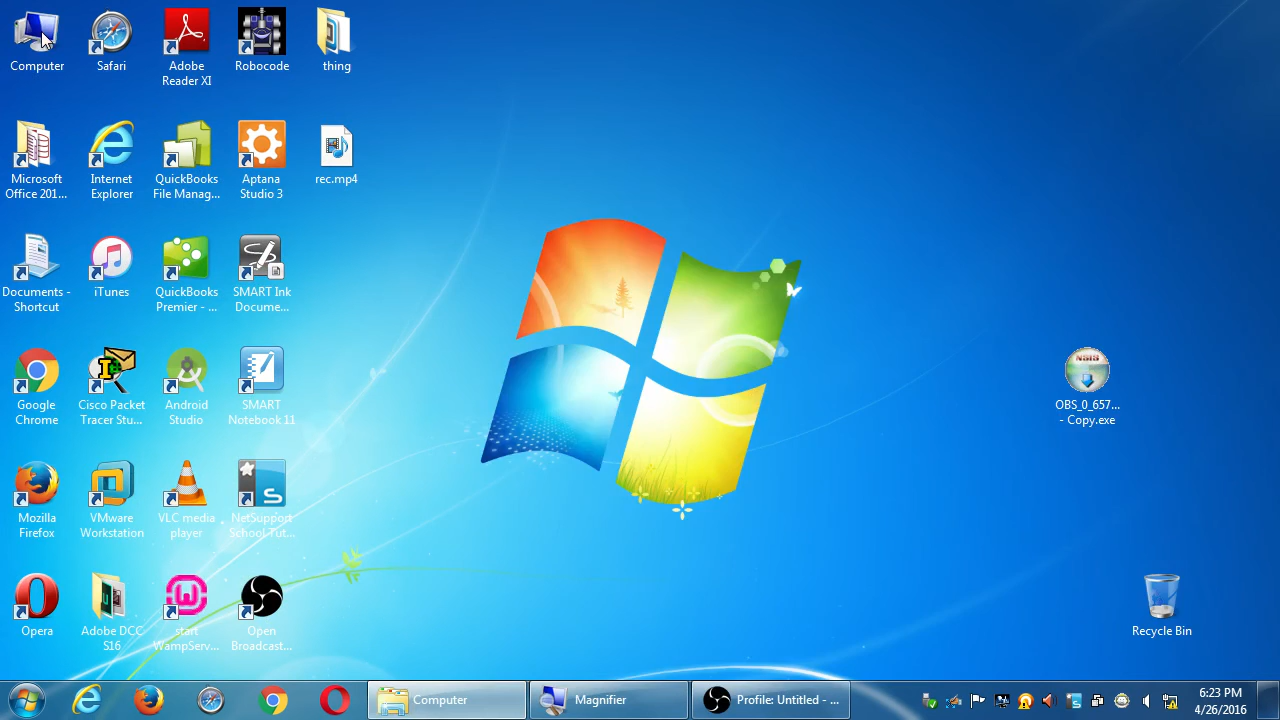 Computer
Safari
Adobe
Reader XI
Robocode
thing
Microsoft
Office 201...
Internet
Explorer
QuickBooks
File Manag...
Aptana
Studio 3
rec.mp4
Documents -
Shortcut
iTunes
QuickBooks
Premier - ...
SMART Ink
Docume...
Google
Chrome
Cisco Packet
Tracer Stu...
Android
Studio
SMART
Notebook 11
OBS_0_657...
- Copy.exe
Mozilla
Firefox
VMware
Workstation
VLC media
player
NetSupport
School Tut...
Opera
Adobe DCC
S16
start
WampServ...
Open
Broadcast...
Recycle Bin
Computer
Magnifier
Profile: Untitled - ...
6:23 PM
4/26/2016